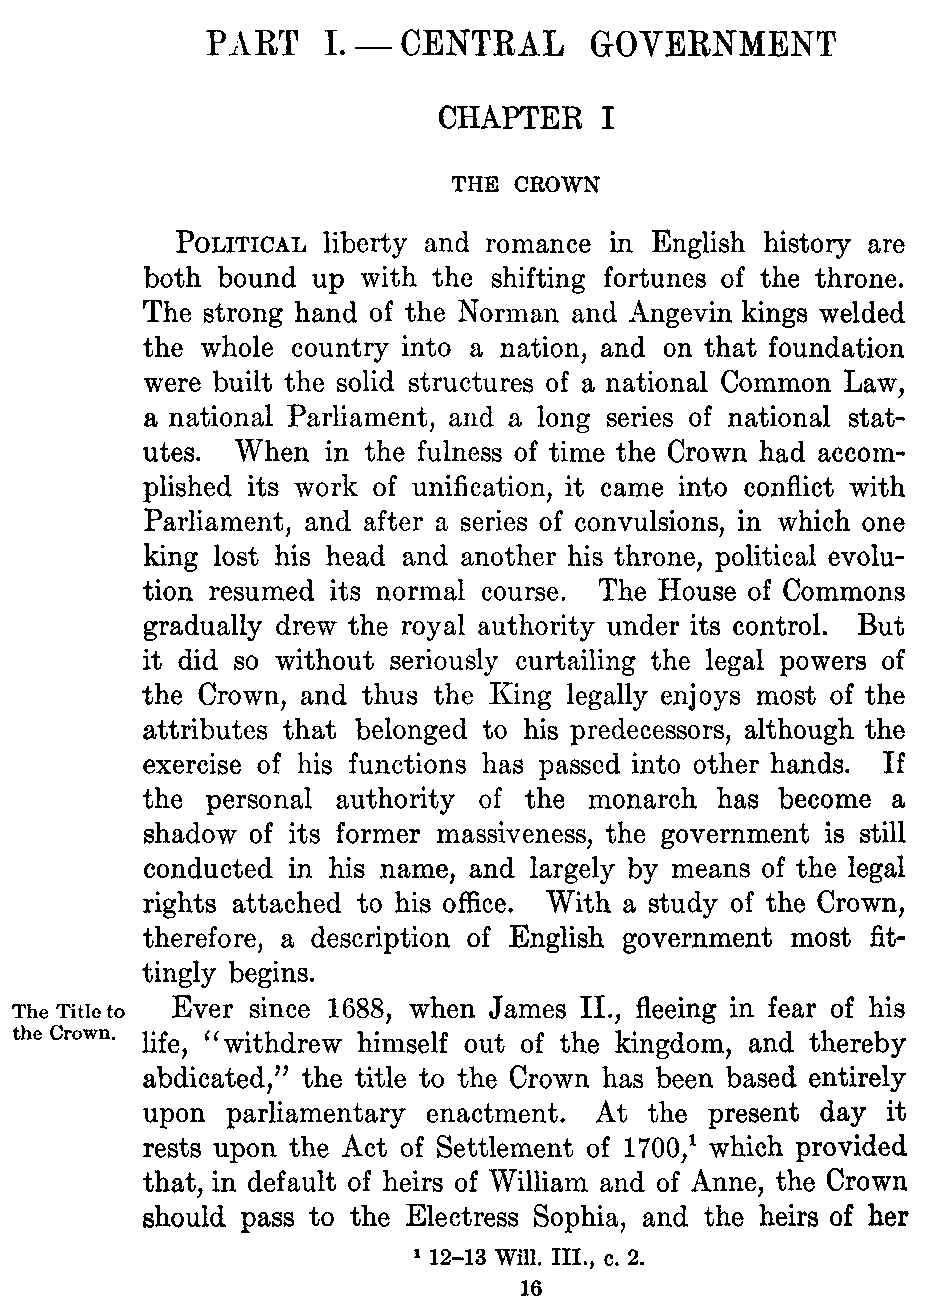 PART I. — CENTRAL GOVERNMENT
CHAPTER I
THE CROWN
POLITICAL liberty and romance in English history are
both bound up with the shifting fortunes of the throne.
The strong hand of the Norman and Angevin kings welded
the whole country into a nation, and on that foundation
were built the solid structures of a national Common Law,
a national Parliament, and a long series of national stat-
utes. When in the fulness of time the Crown had accom-
plished its work of unification, it came into conflict with
Parliament, and after a series of convulsions, in which one
king lost his head and another his throne, political evolu-
tion resumed its normal course. The House of Commons
gradually drew the royal authority under its control. But
it did so without seriously curtailing the legal powers of
the Crown, and thus the King legally enjoys most of the
attributes that belonged to his predecessors, although the
exercise of his functions has passed into other hands. If
the personal authority of the monarch has become a
shadow of its former massiveness, the government is still
conducted in his name, and largely by means of the legal
rights attached to his office. With a study of the Crown,
therefore, a description of English government most fit-
tingly begins.
The Title to
the Crown.
Ever since 1688, when James II., fleeing in fear of his
life, "withdrew himself out of the kingdom, and thereby
abdicated," the title to the Crown has been based entirely
upon parliamentary enactment. At the present day it
rests upon the Act of Settlement of 1700,¹ which provided
that, in default of heirs of William and of Anne, the Crown
should pass to the Electress Sophia, and the heirs of her
¹ 12–13 Will. III., c. 2.
16